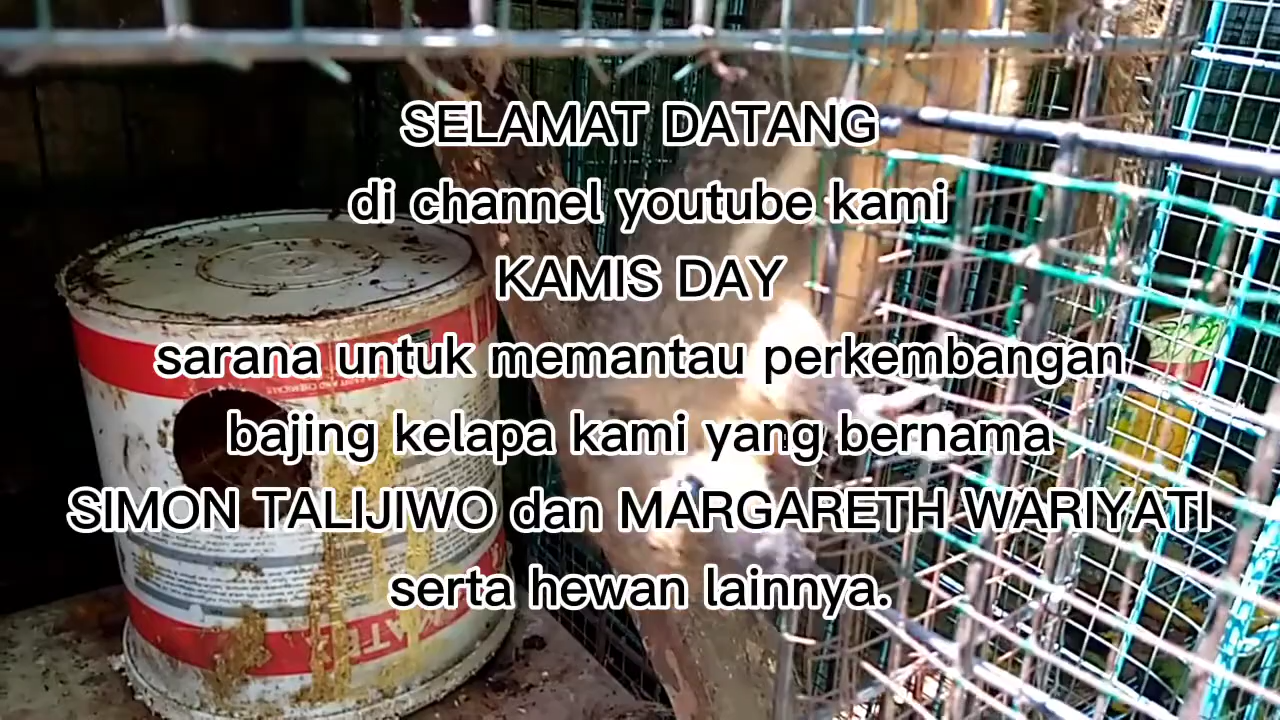 SELAMAT DATANG
di channel youtube kami
KAMIS DAY
sarana untuk memantau perkembangan
bajing kelapa kami yang bernama
SIMON TALIJIWO dan MARGARETH WARIYATI
serta hewan lainnya.